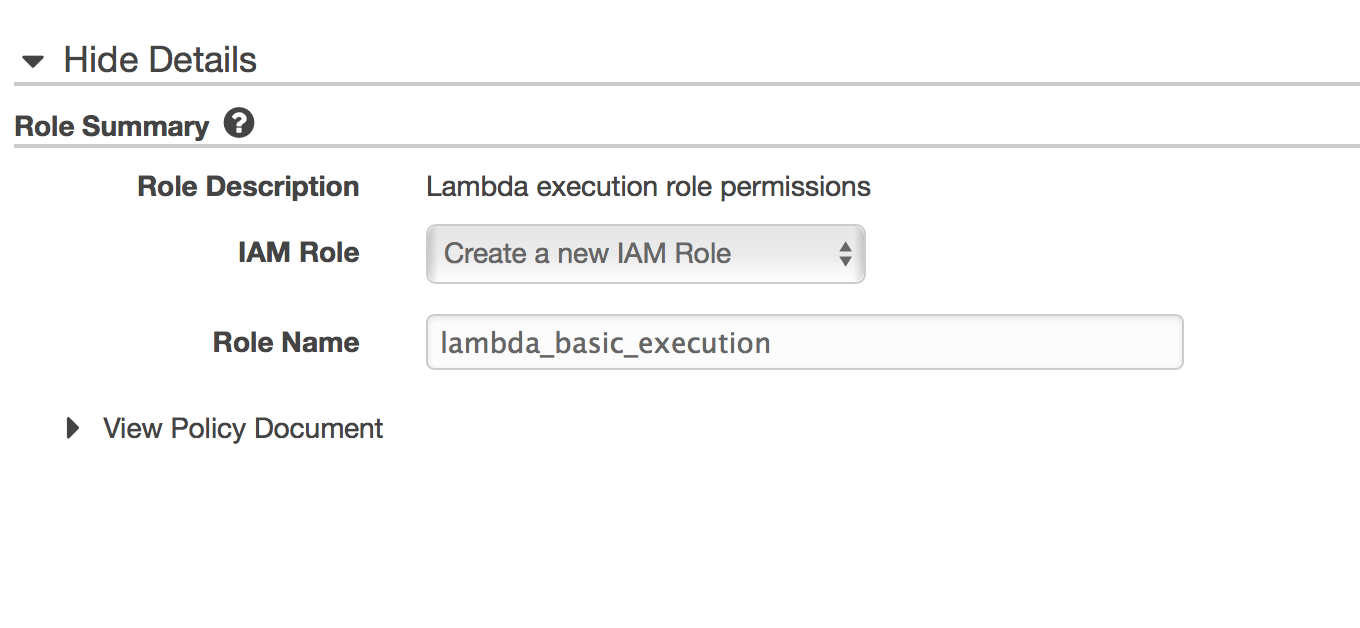 Hide Details
Role Summary ?
Role Description Lambda execution role permissions
IAM Role Create a new IAM Role
Role Name lambda_basic_execution
View Policy Document